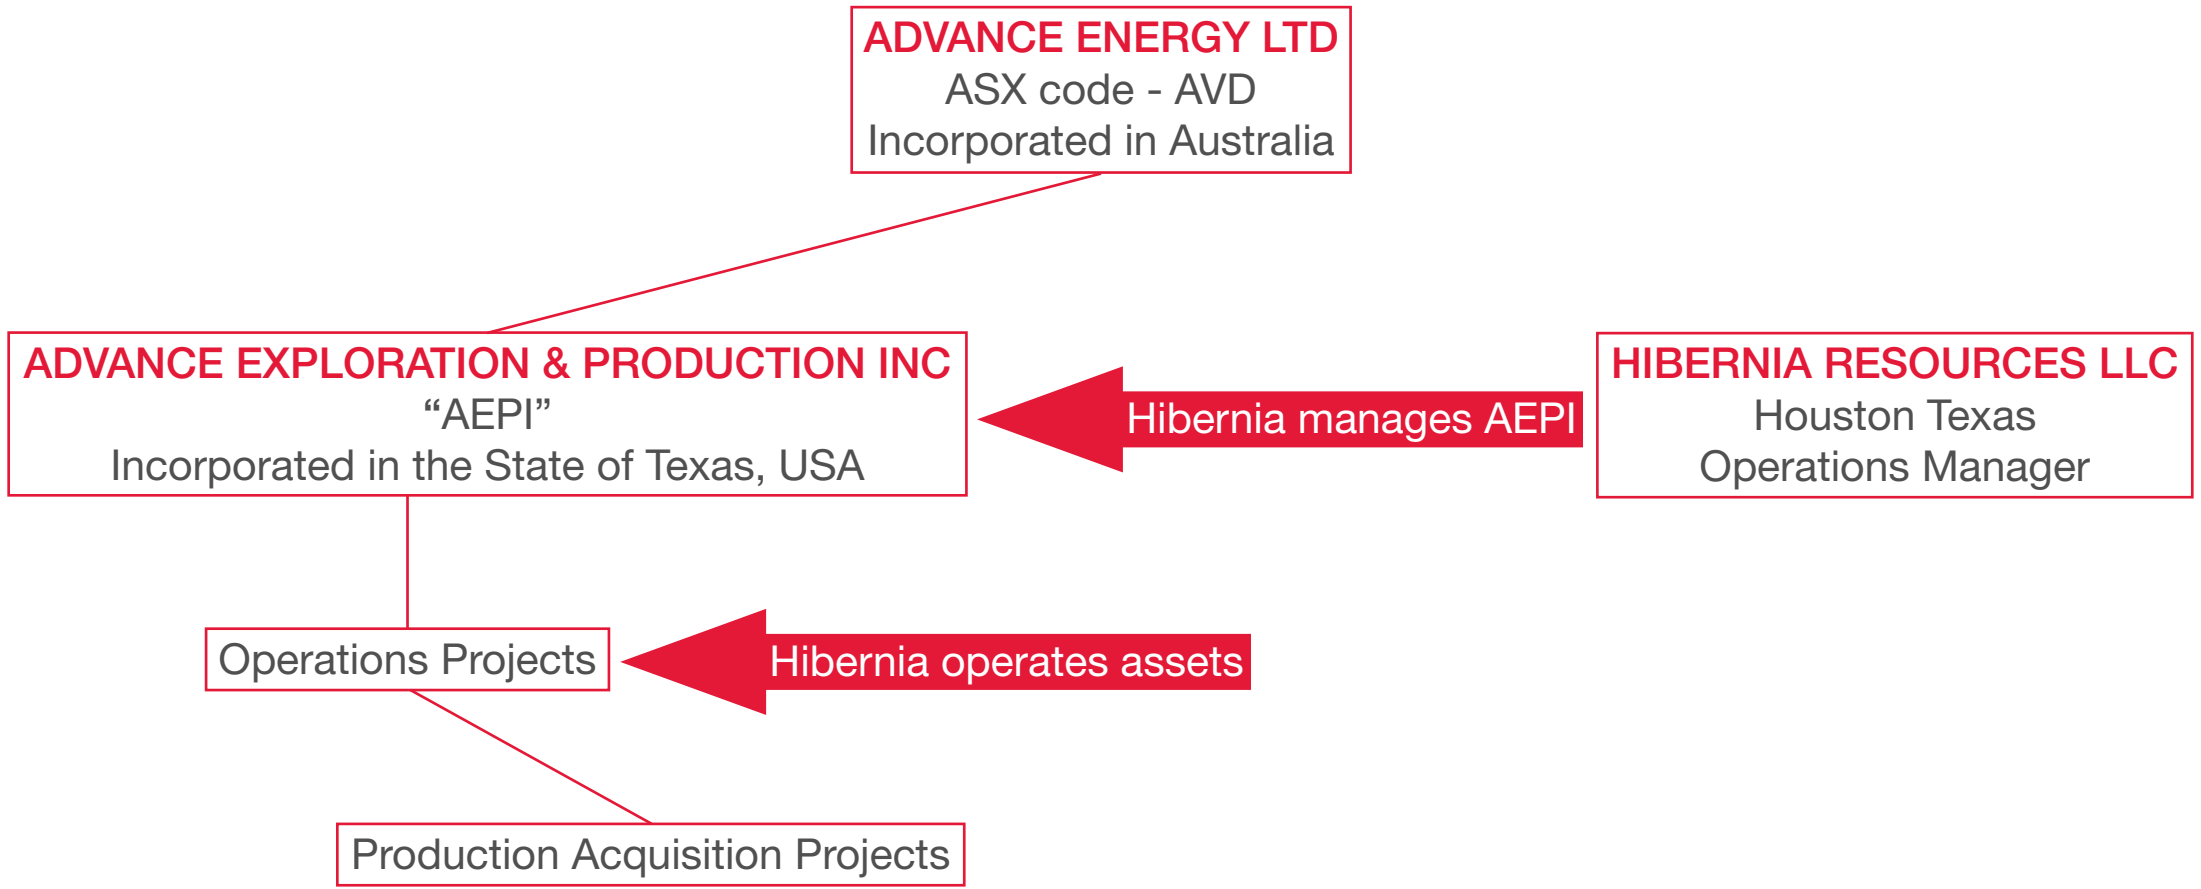 ADVANCE ENERGY LTD
ASX code - AVD
Incorporated in Australia
ADVANCE EXPLORATION & PRODUCTION INC
“AEPI”
Incorporated in the State of Texas, USA
Hibernia manages AEPI
HIBERNIA RESOURCES LLC
Houston Texas
Operations Manager
Operations Projects
Hibernia operates assets
Production Acquisition Projects